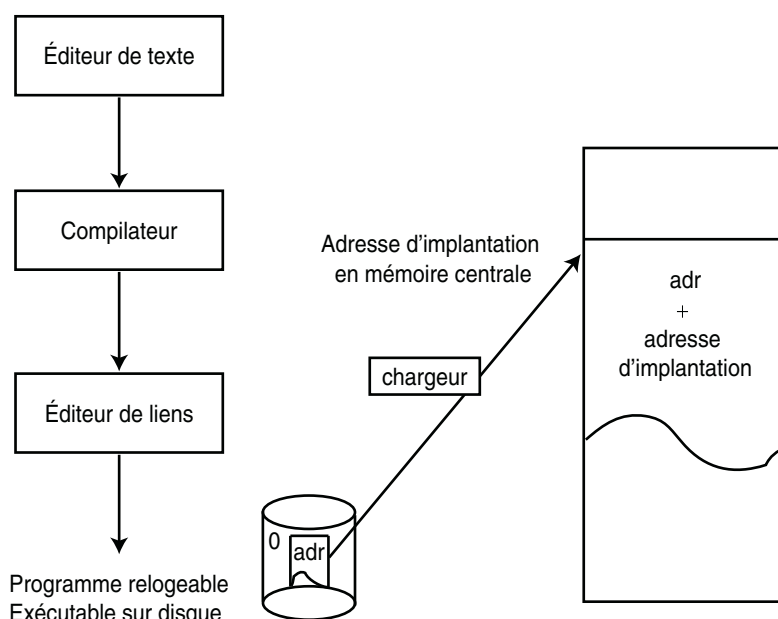 Éditeur de texte
Compilateur
Éditeur de liens
Programme relogeable
Exécutable sur disque
Adresse d’implantation
en mémoire centrale
chargeur
0
adr
adr
+
adresse
d’implantation